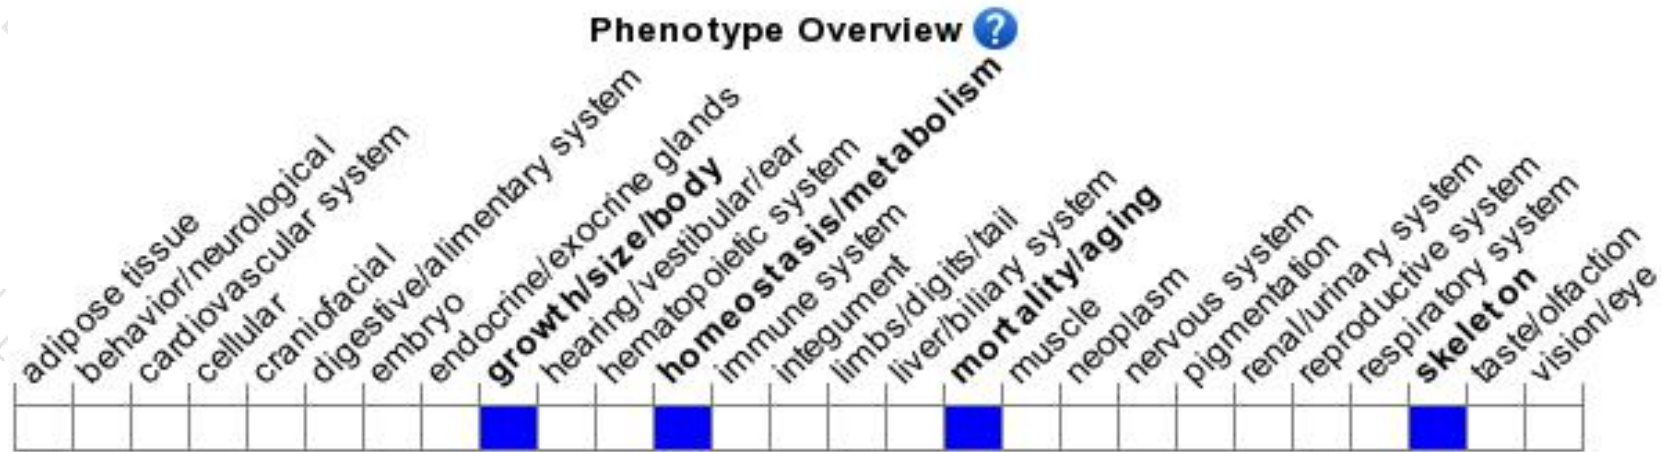 Phenotype Overview ?
adipose tissue
behavior/neurological
cardiovascular system
cellular
craniofacial
digestive/alimentary system
embryo
endocrine/exocrine glands
growth/size/body
hearing/vestibular/ear
hematopoietic system
homeostasis/metabolism
immune system
integument
limbs/digits/tail
liver/biliary system
mortality/aging
muscle
neoplasm
nervous system
pigmentation
renal/urinary system
reproductive system
respiratory system
skeleton
taste/olfaction
vision/eye